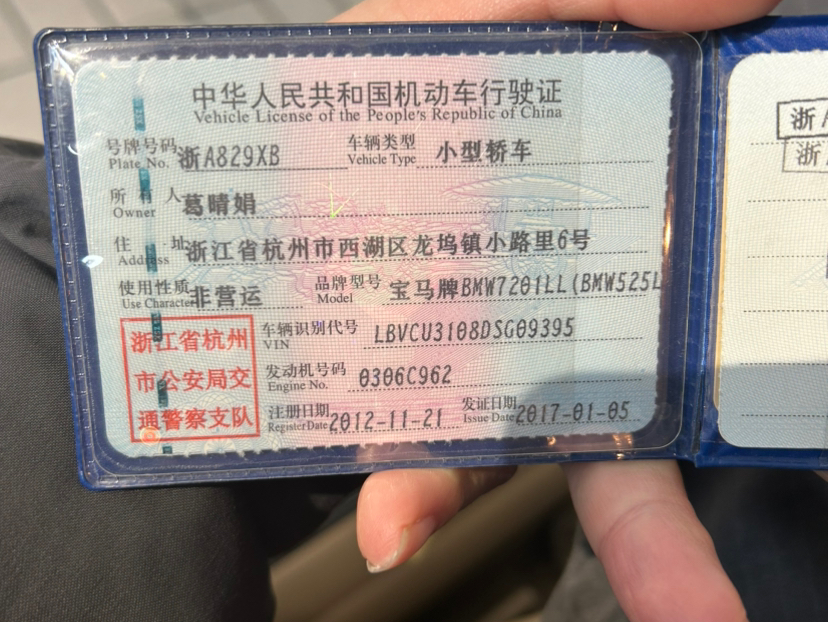 中华人民共和国机动车行驶证
Vehicle License of the People's Republic of China
号牌号码 浙A829XB 车辆类型 小型轿车
Plate No. Vehicle Type
所有人 葛晴娟
Owner
住址 浙江省杭州市西湖区龙坞镇小路里6号
Address
使用性质 非营运 品牌型号 宝马牌BMW7201LL(BMW525L
Use Character Model
浙江省杭州
市公安局交
通警察支队
车辆识别代号 LBVCU3108DSG09395
VIN
发动机号码 0306C962
Engine No.
注册日期 2012-11-21 发证日期 2017-01-05
Register Date Issue Date
浙A
浙